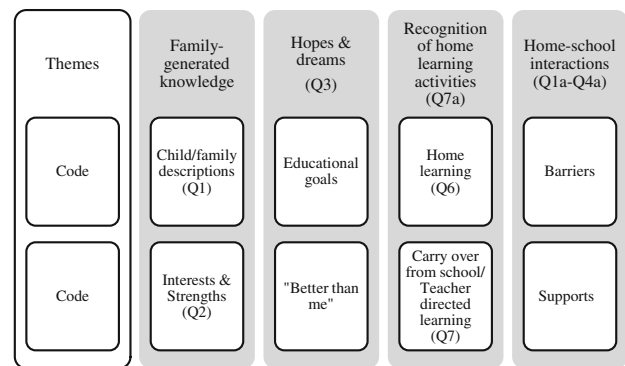 Themes
Family-
generated
knowledge
Hopes &
dreams
(Q3)
Recognition
of home
learning
activities
(Q7a)
Home-school
interactions
(Q1a-Q4a)
Code
Child/family
descriptions
(Q1)
Educational
goals
Home
learning
(Q6)
Barriers
Code
Interests &
Strengths
(Q2)
"Better than
me"
Carry over
from school/
Teacher
directed
learning
(Q7)
Supports